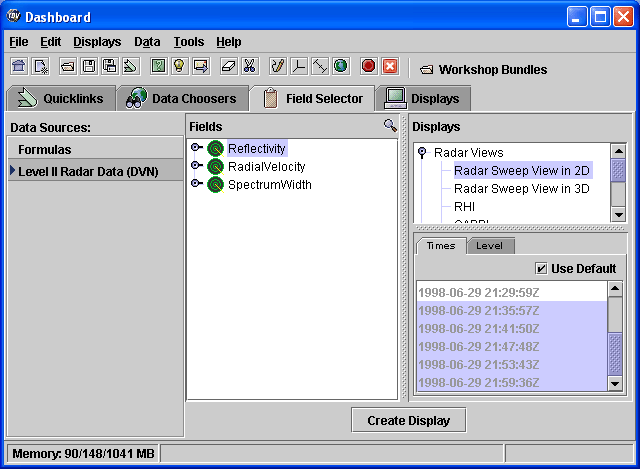 IDV Dashboard
File Edit Displays Data Tools Help
Workshop Bundles
Quicklinks Data Choosers Field Selector Displays
Data Sources:
Formulas
Level II Radar Data (DVN)
Fields
Reflectivity
RadialVelocity
SpectrumWidth
Displays
Radar Views
Radar Sweep View in 2D
Radar Sweep View in 3D
RHI
Times Level
Use Default
1998-06-29 21:29:59Z
1998-06-29 21:35:57Z
1998-06-29 21:41:50Z
1998-06-29 21:47:48Z
1998-06-29 21:53:43Z
1998-06-29 21:59:36Z
Create Display
Memory: 90/148/1041 MB